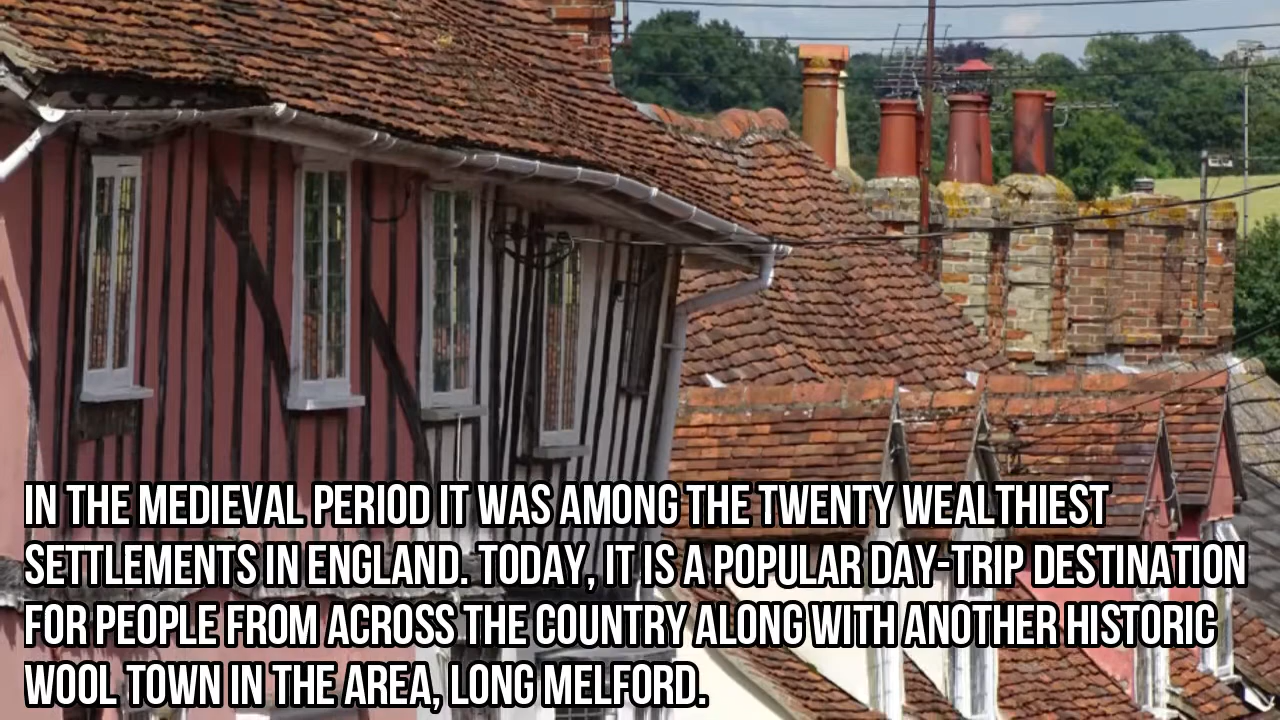 IN THE MEDIEVAL PERIOD IT WAS AMONG THE TWENTY WEALTHIEST
SETTLEMENTS IN ENGLAND. TODAY, IT IS A POPULAR DAY-TRIP DESTINATION
FOR PEOPLE FROM ACROSS THE COUNTRY ALONG WITH ANOTHER HISTORIC
WOOL TOWN IN THE AREA, LONG MELFORD.